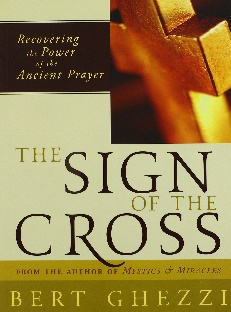 Recovering
the Power
of the
Ancient Prayer
THE
SIGN
OF THE
CROSS
FROM THE AUTHOR OF MYSTICS & MIRACLES
BERT GHEZZI